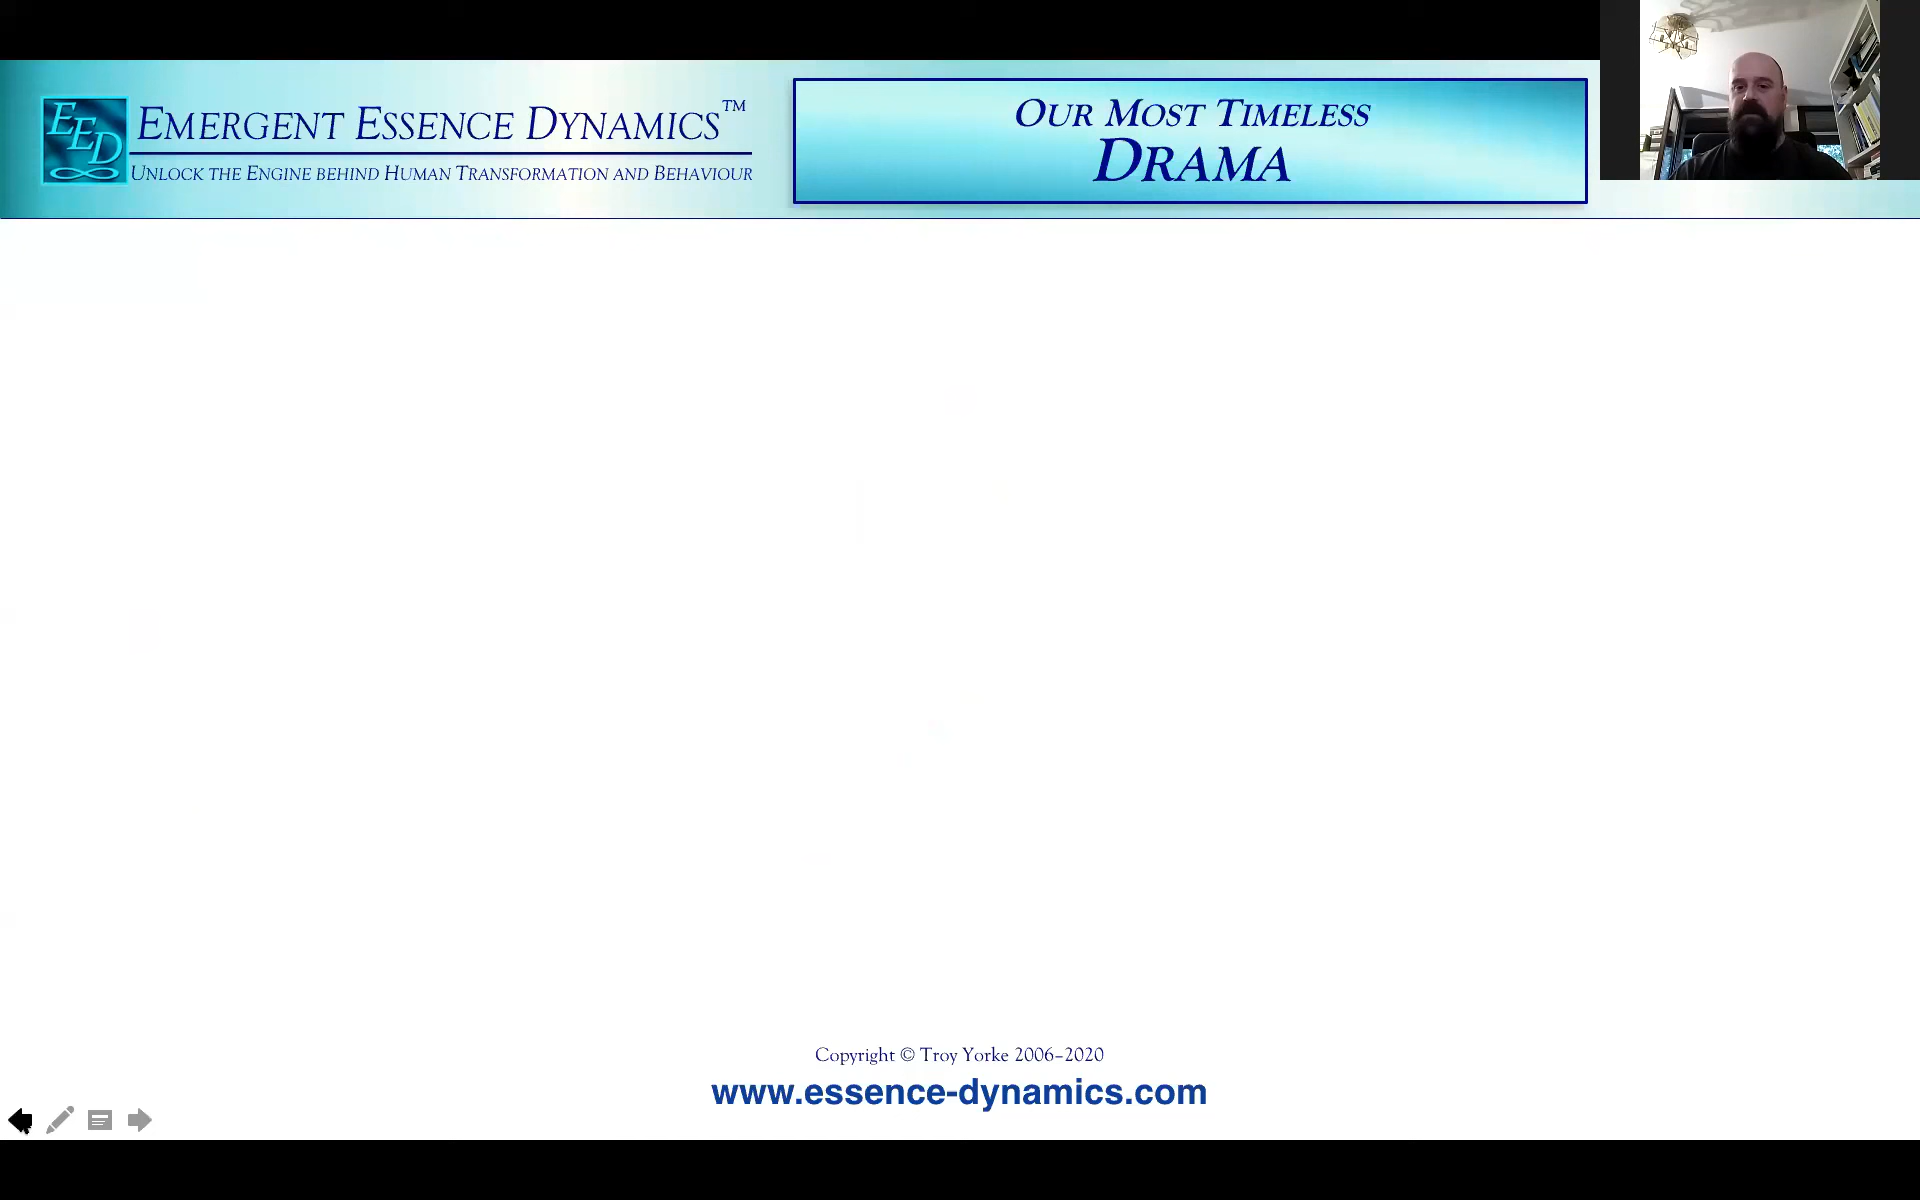 EED
EMERGENT ESSENCE DYNAMICS™
UNLOCK THE ENGINE BEHIND HUMAN TRANSFORMATION AND BEHAVIOUR
OUR MOST TIMELESS
DRAMA
Copyright © Troy Yorke 2006–2020
www.essence-dynamics.com